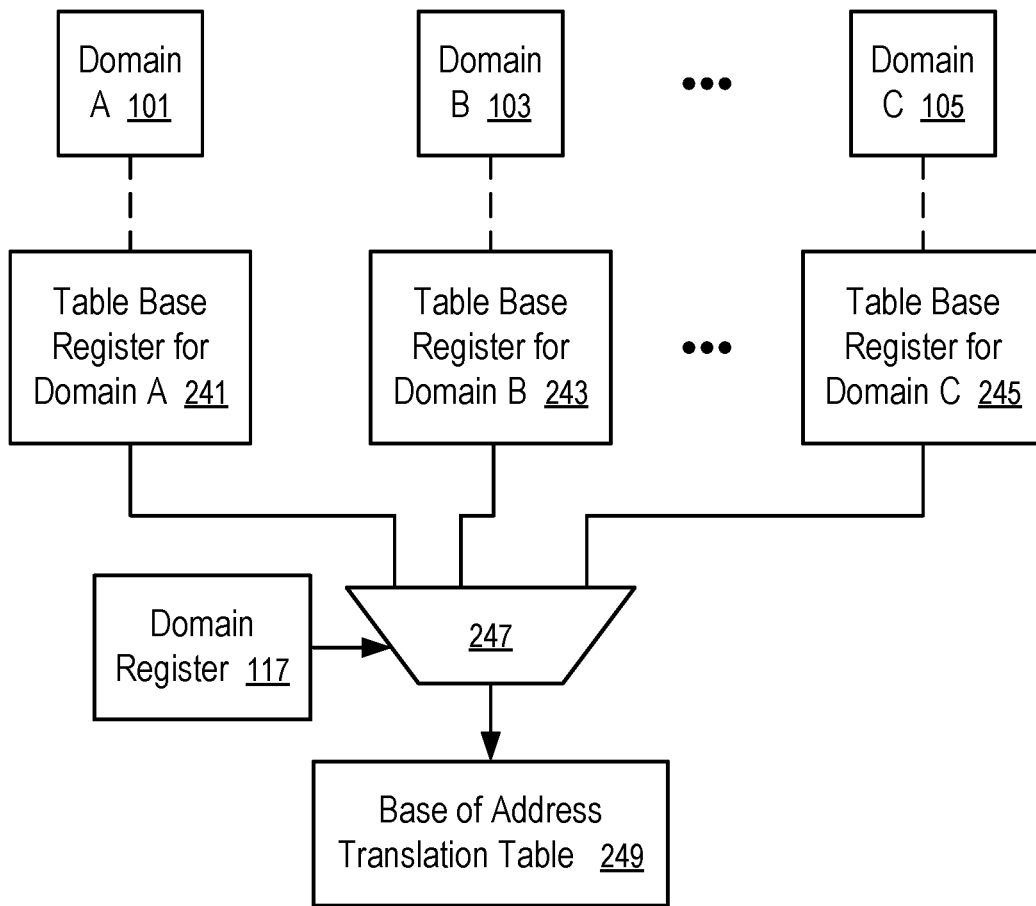 Domain
A 101
Domain
B 103
Domain
C 105
Table Base
Register for
Domain A 241
Table Base
Register for
Domain B 243
Table Base
Register for
Domain C 245
Domain
Register 117
247
Base of Address
Translation Table 249